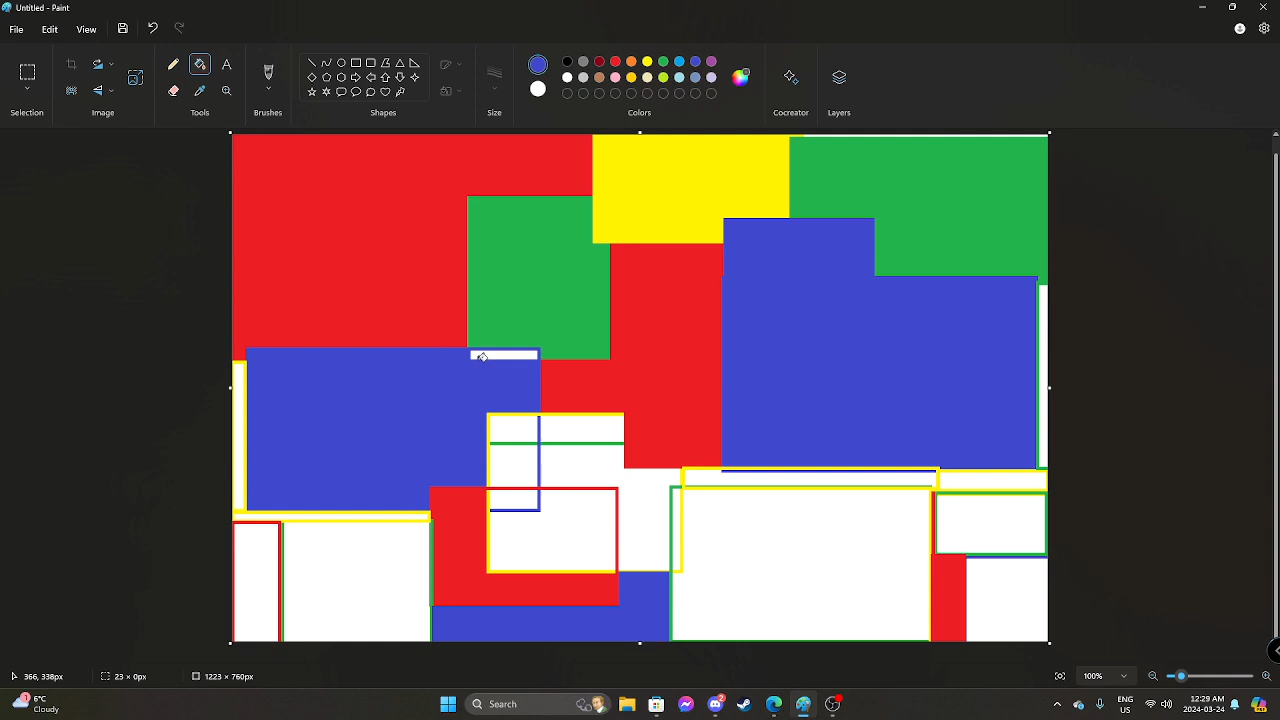 Untitled - Paint
File Edit View
Selection Image Tools Brushes Shapes Size Colors Cocreator Layers
366, 338px 23 × 0px 1223 × 760px 100%
6°C
Cloudy
Search
2
ENG
US
12:29 AM
2024-03-24